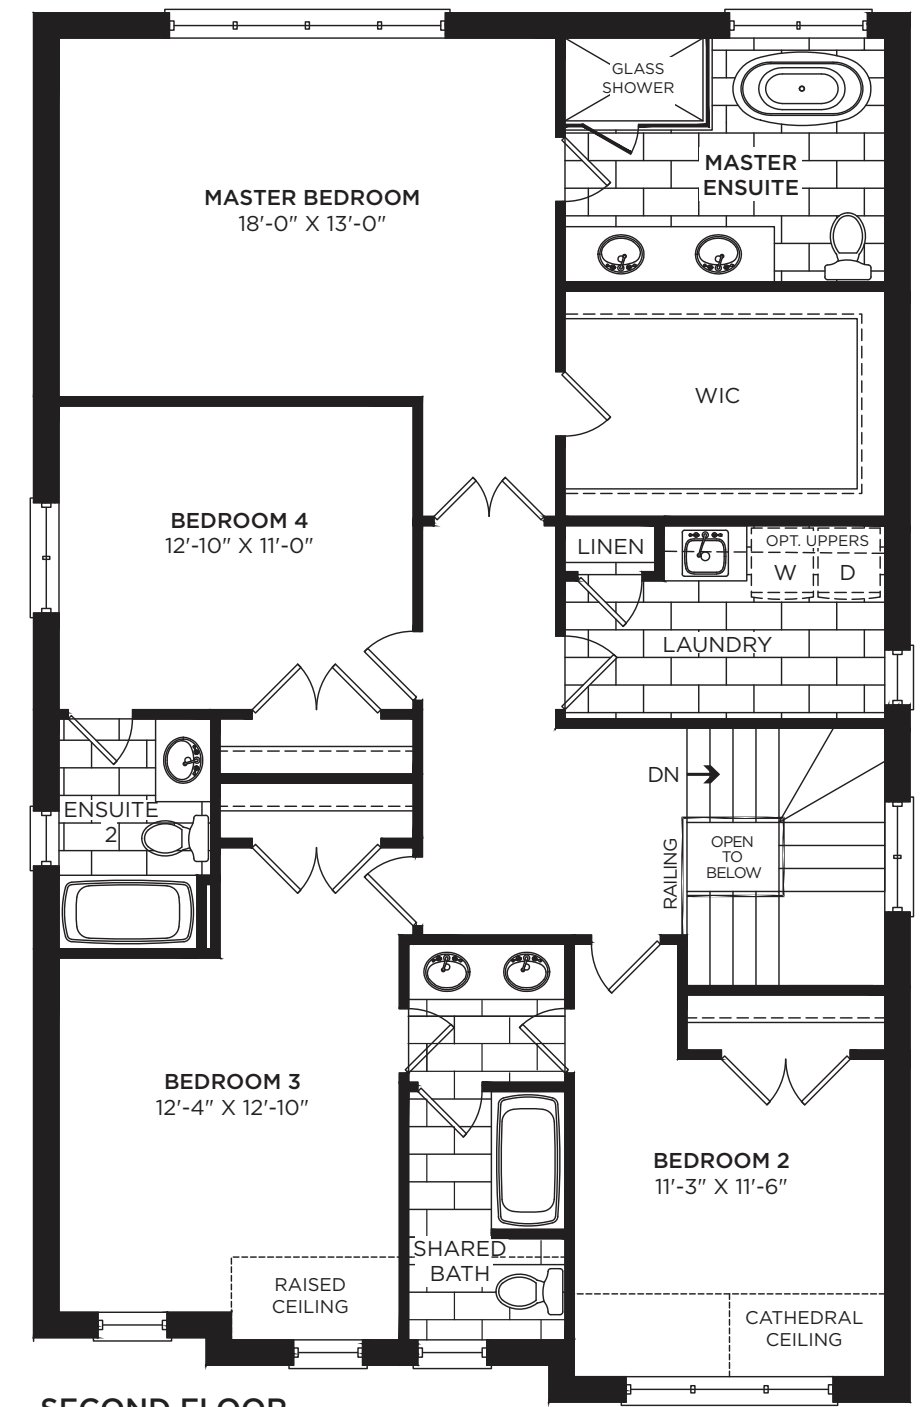 GLASS
SHOWER
MASTER
ENSUITE
MASTER BEDROOM
18'-0" X 13'-0"
WIC
BEDROOM 4
12'-10" X 11'-0"
LINEN
OPT. UPPERS
W
D
LAUNDRY
DN
ENSUITE
2
RAILING
OPEN
TO
BELOW
BEDROOM 3
12'-4" X 12'-10"
BEDROOM 2
11'-3" X 11'-6"
SHARED
BATH
RAISED
CEILING
CATHEDRAL
CEILING
SECOND FLOOR